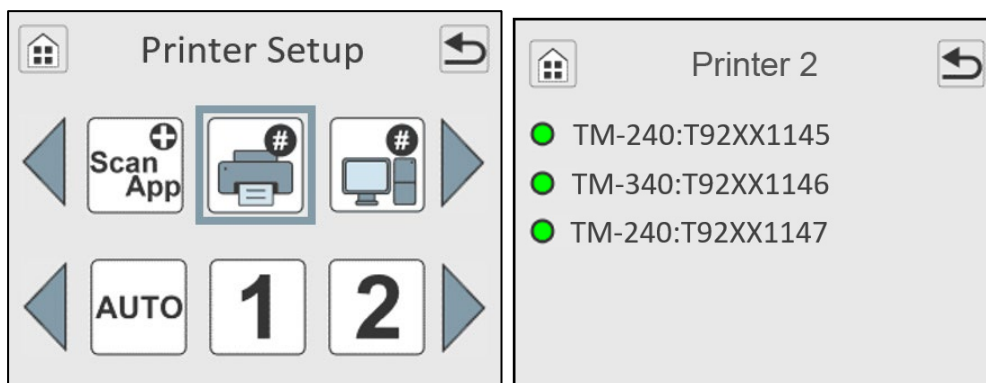 Printer Setup
Scan
App
#
#
AUTO
1
2
Printer 2
TM-240:T92XX1145
TM-340:T92XX1146
TM-240:T92XX1147